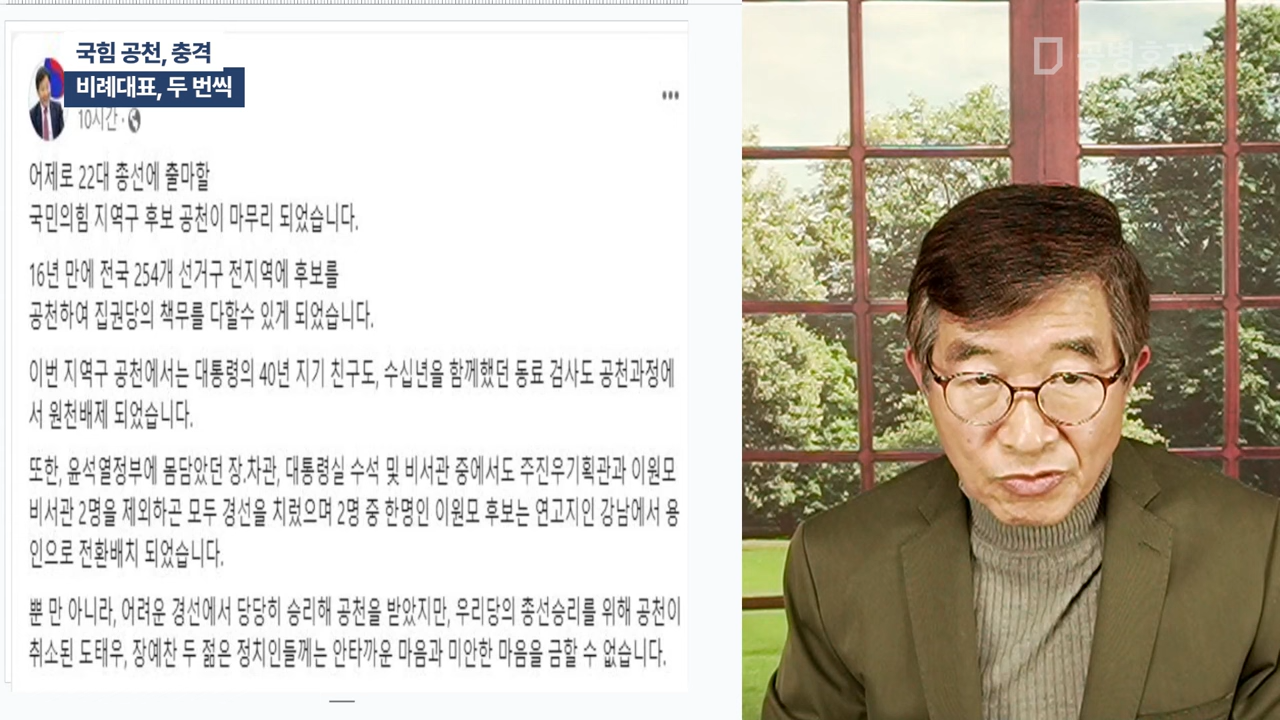 국힘 공천, 충격
비례대표, 두 번씩
10시간
어제로 22대 총선에 출마할
국민의힘 지역구 후보 공천이 마무리 되었습니다.
16년 만에 전국 254개 선거구 전지역에 후보를
공천하여 집권당의 책무를 다할수 있게 되었습니다.
이번 지역구 공천에서는 대통령의 40년 지기 친구도, 수십년을 함께했던 동료 검사도 공천과정에
서 원천배제 되었습니다.
또한, 윤석열정부에 몸담았던 장.차관, 대통령실 수석 및 비서관 중에서도 주진우기획관과 이원모
비서관 2명을 제외하곤 모두 경선을 치렀으며 2명 중 한명인 이원모 후보는 연고지인 강남에서 용
인으로 전환배치 되었습니다.
뿐 만 아니라, 어려운 경선에서 당당히 승리해 공천을 받았지만, 우리당의 총선승리를 위해 공천이
취소된 도태우, 장예찬 두 젊은 정치인들께는 안타까운 마음과 미안한 마음을 금할 수 없습니다.